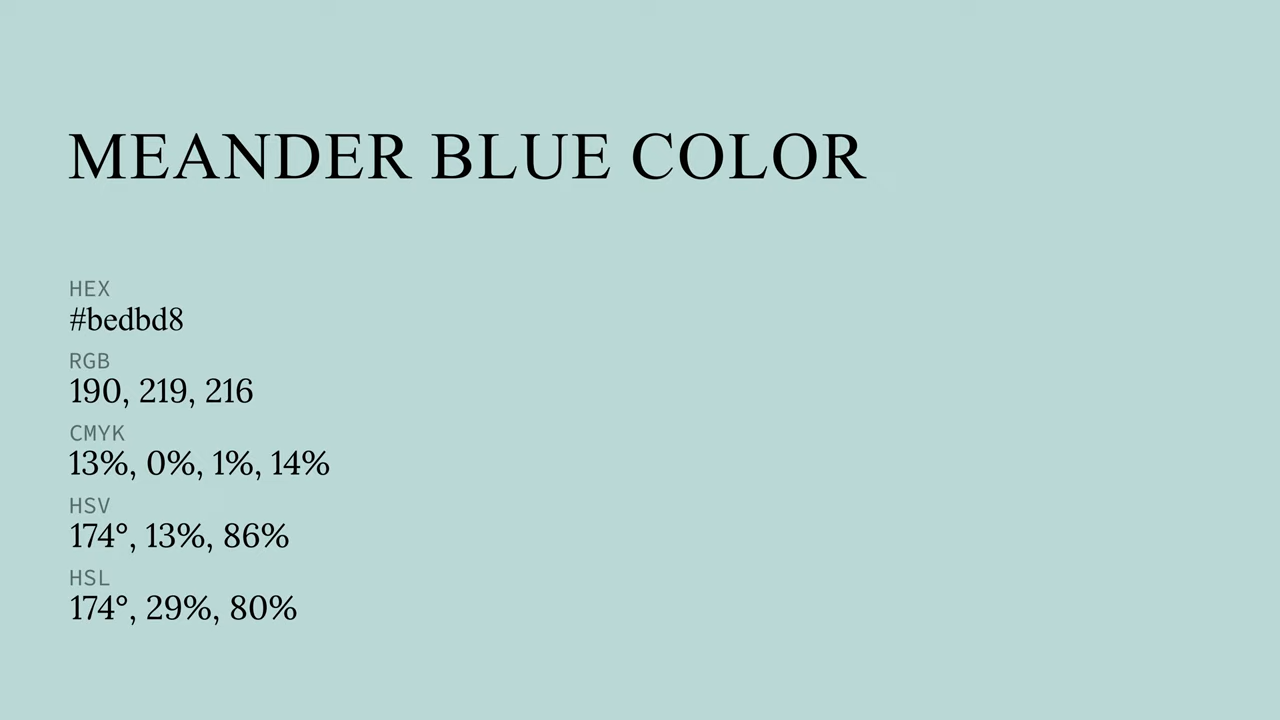 MEANDER BLUE COLOR
HEX
#bedbd8
RGB
190, 219, 216
CMYK
13%, 0%, 1%, 14%
HSV
174°, 13%, 86%
HSL
174°, 29%, 80%